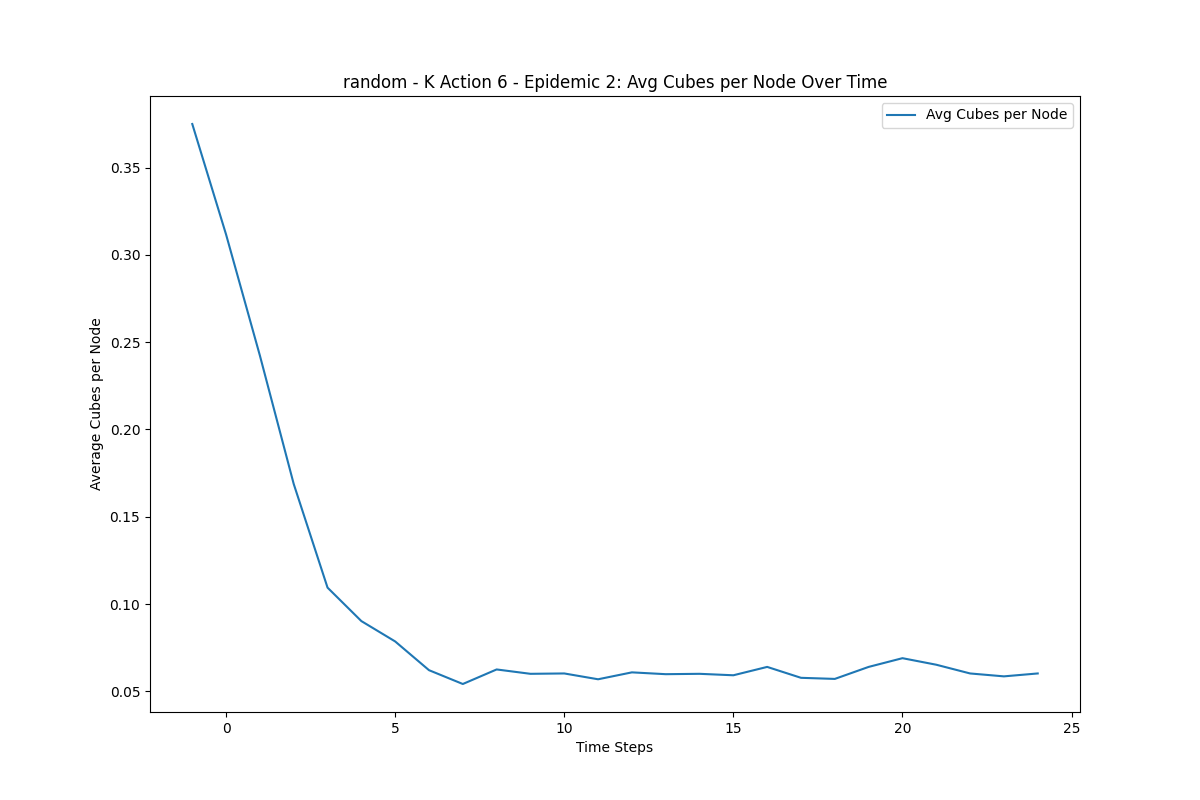 random - K Action 6 - Epidemic 2: Avg Cubes per Node Over Time
Avg Cubes per Node
Average Cubes per Node
0.35
0.30
0.25
0.20
0.15
0.10
0.05
0 5 10 15 20 25
Time Steps